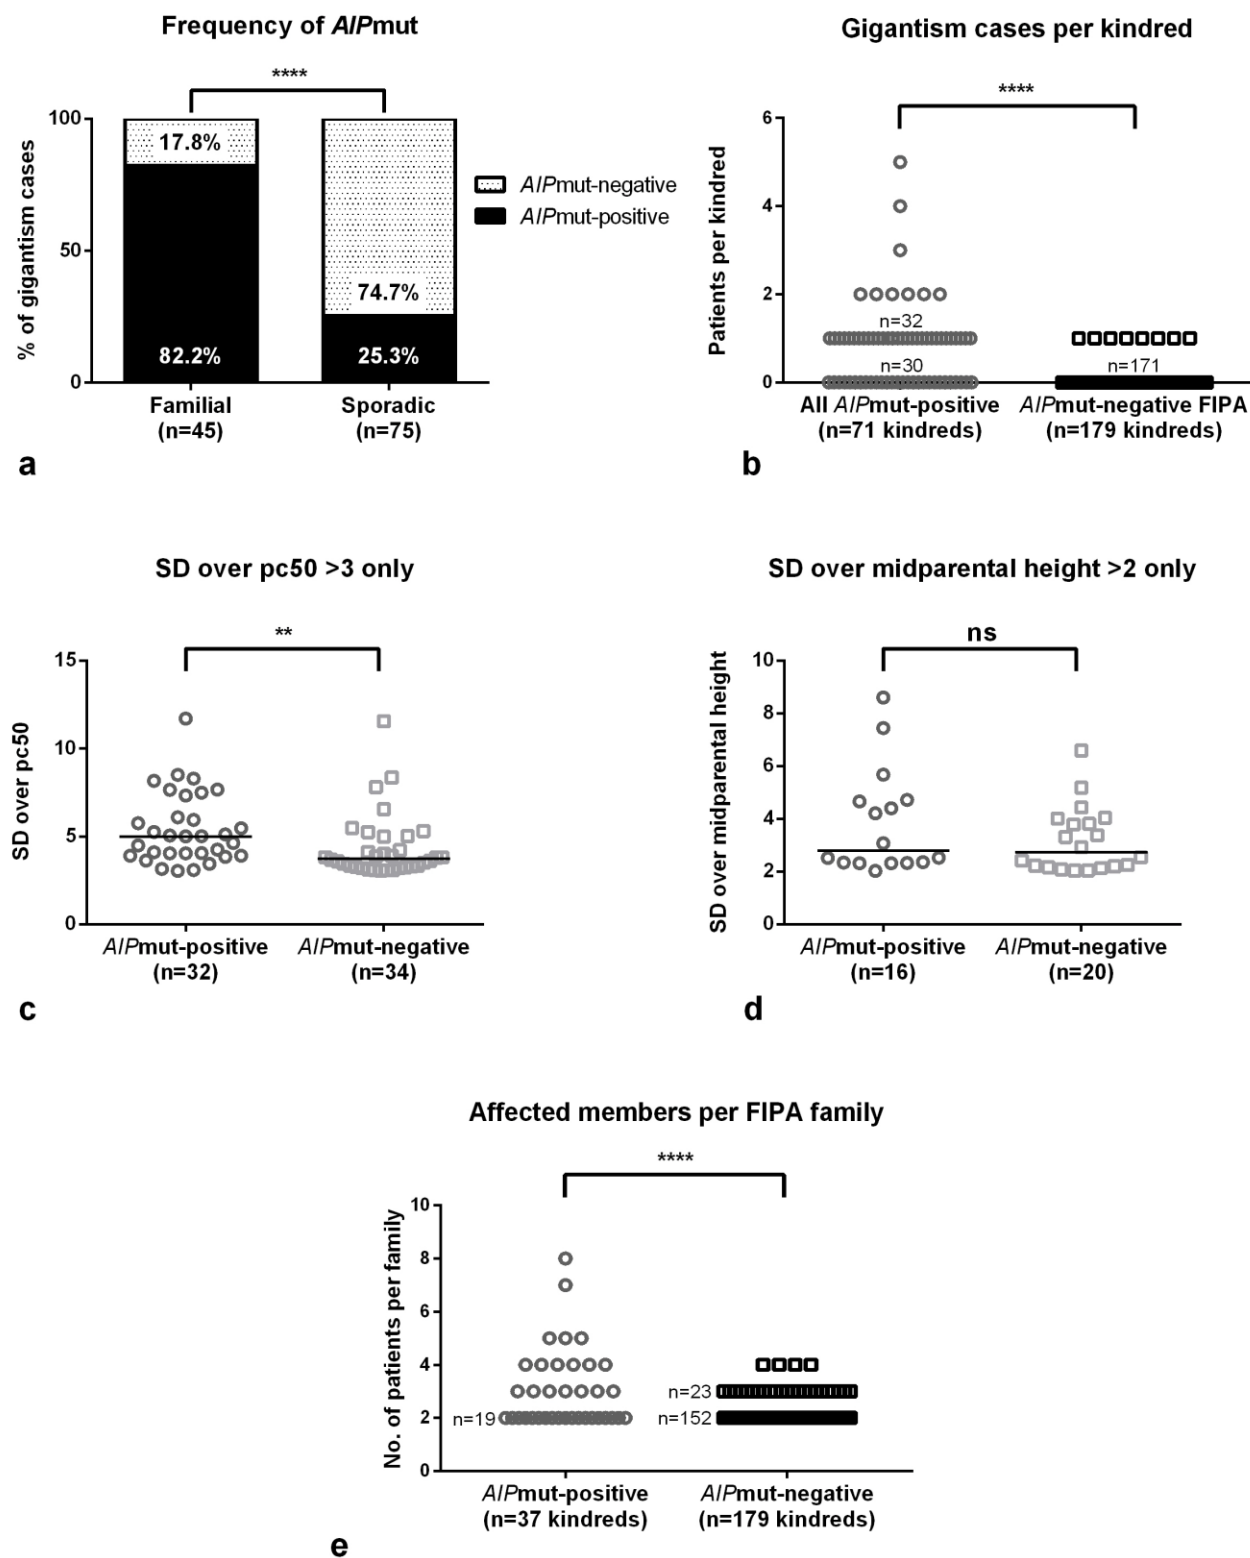 Frequency of AIPmut
****
% of gigantism cases
100
50
0
17.8%
82.2%
74.7%
25.3%
AIPmut-negative
AIPmut-positive
Familial
(n=45)
Sporadic
(n=75)
a
Gigantism cases per kindred
****
Patients per kindred
6
4
2
0
n=32
n=30
n=171
All AIPmut-positive
(n=71 kindreds)
AIPmut-negative FIPA
(n=179 kindreds)
b
SD over pc50 >3 only
**
SD over pc50
15
10
5
0
AIPmut-positive
(n=32)
AIPmut-negative
(n=34)
c
SD over midparental height >2 only
ns
SD over midparental height
10
8
6
4
2
0
AIPmut-positive
(n=16)
AIPmut-negative
(n=20)
d
Affected members per FIPA family
****
No. of patients per family
10
8
6
4
2
0
n=19
n=23
n=152
AIPmut-positive
(n=37 kindreds)
AIPmut-negative
(n=179 kindreds)
e